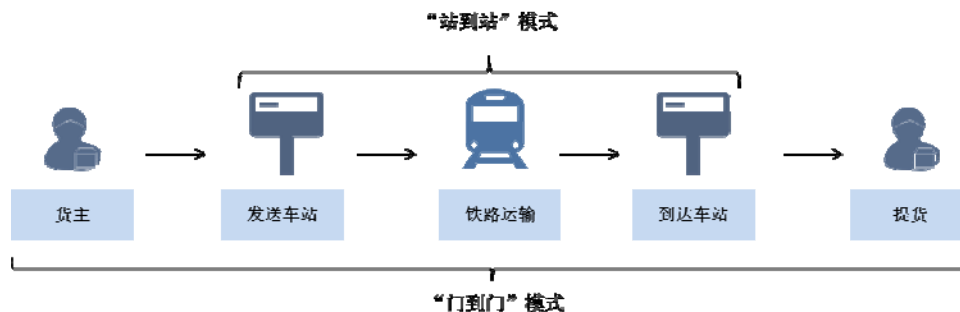 “站到站”模式
货主
发送车站
铁路运输
到达车站
提货
“门到门”模式